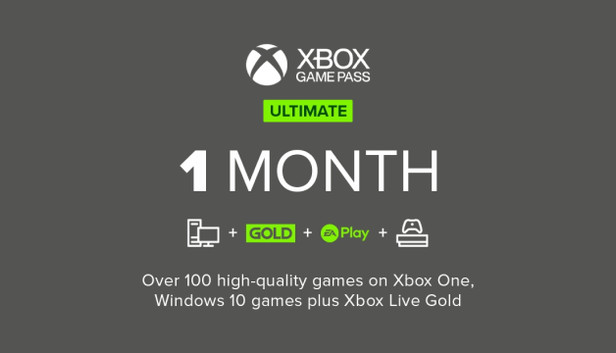 XBOX
GAME PASS
ULTIMATE
1 MONTH
+ GOLD + EA Play +
Over 100 high-quality games on Xbox One,
Windows 10 games plus Xbox Live Gold